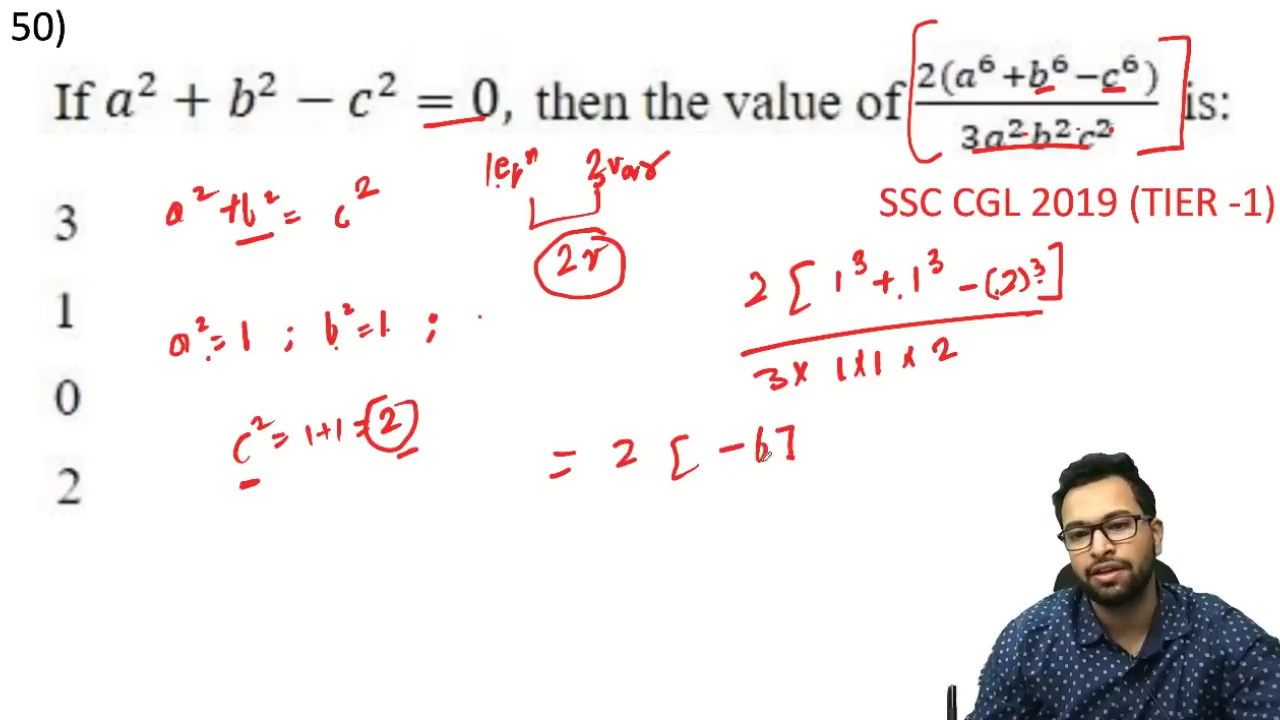 50)
If a² + b² − c² = 0, then the value of 2(a⁶ +b⁶ −c⁶) / 3a²b²c² is:
SSC CGL 2019 (TIER -1)
3
1
0
2
a² + b² = c²
1eqⁿ 2var
2v
a² = 1 ; b² = 1 ;
c² = 1+1 = 2
2 [ 1³ + 1³ − (2)³ ]
3 × 1×1 × 2
= 2 [ −6 ]